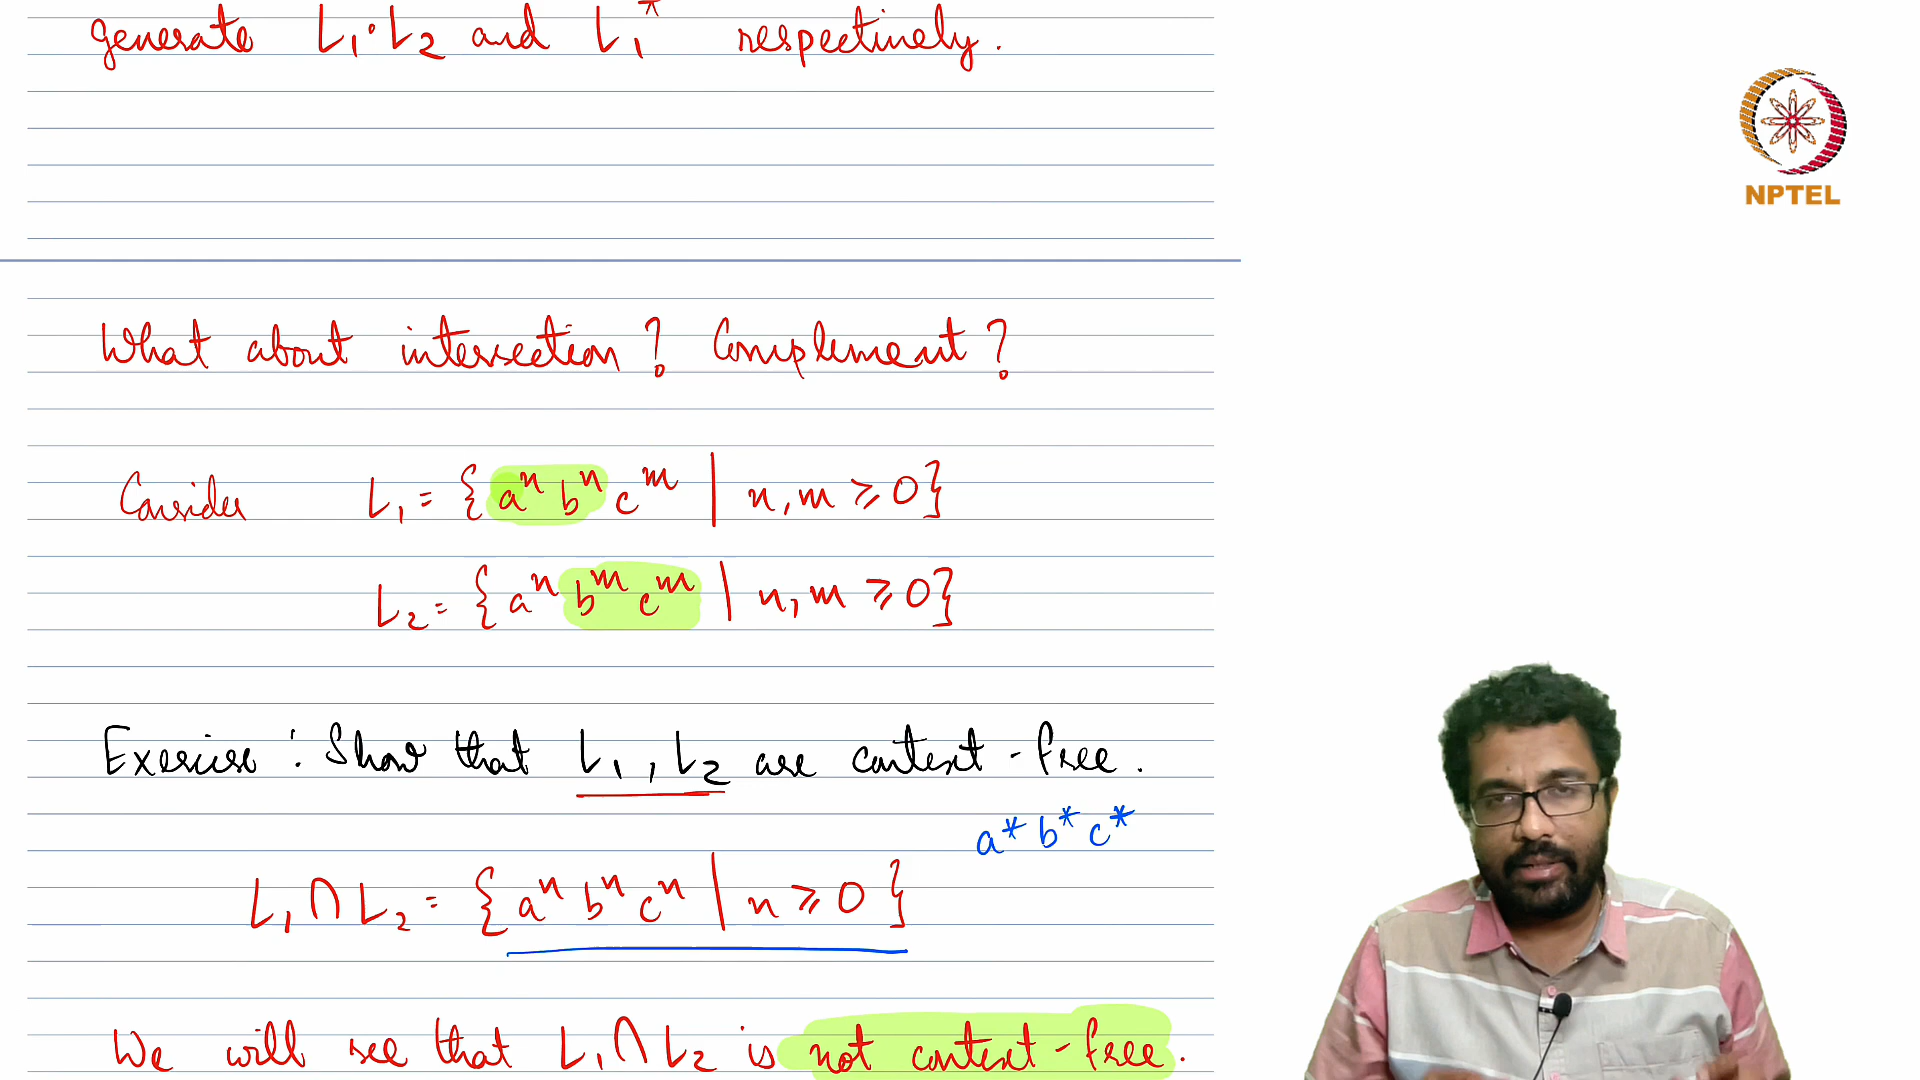 generate L₁·L₂ and L₁* respectively.
NPTEL
What about intersection? Complement?
Consider L₁ = {aⁿ bⁿ cᵐ | n, m ≥ 0}
L₂ = {aⁿ bᵐ cᵐ | n, m ≥ 0}
Exercise: Show that L₁, L₂ are context-free.
a* b* c*
L₁ ∩ L₂ = {aⁿ bⁿ cⁿ | n ≥ 0}
We will see that L₁ ∩ L₂ is not context-free.